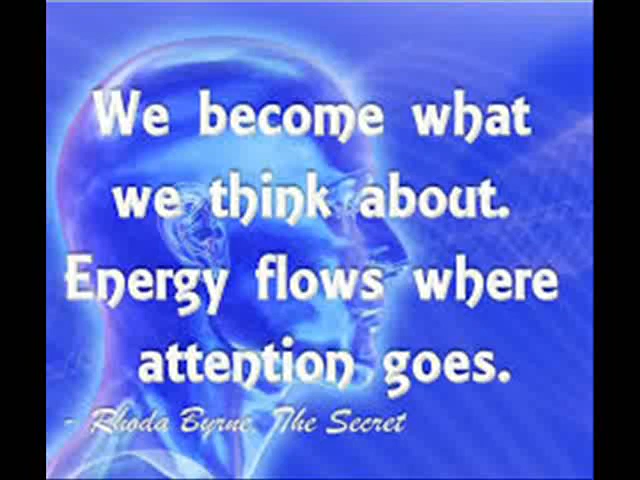 We become what
we think about.
Energy flows where
attention goes.
- Rhoda Byrne The Secret